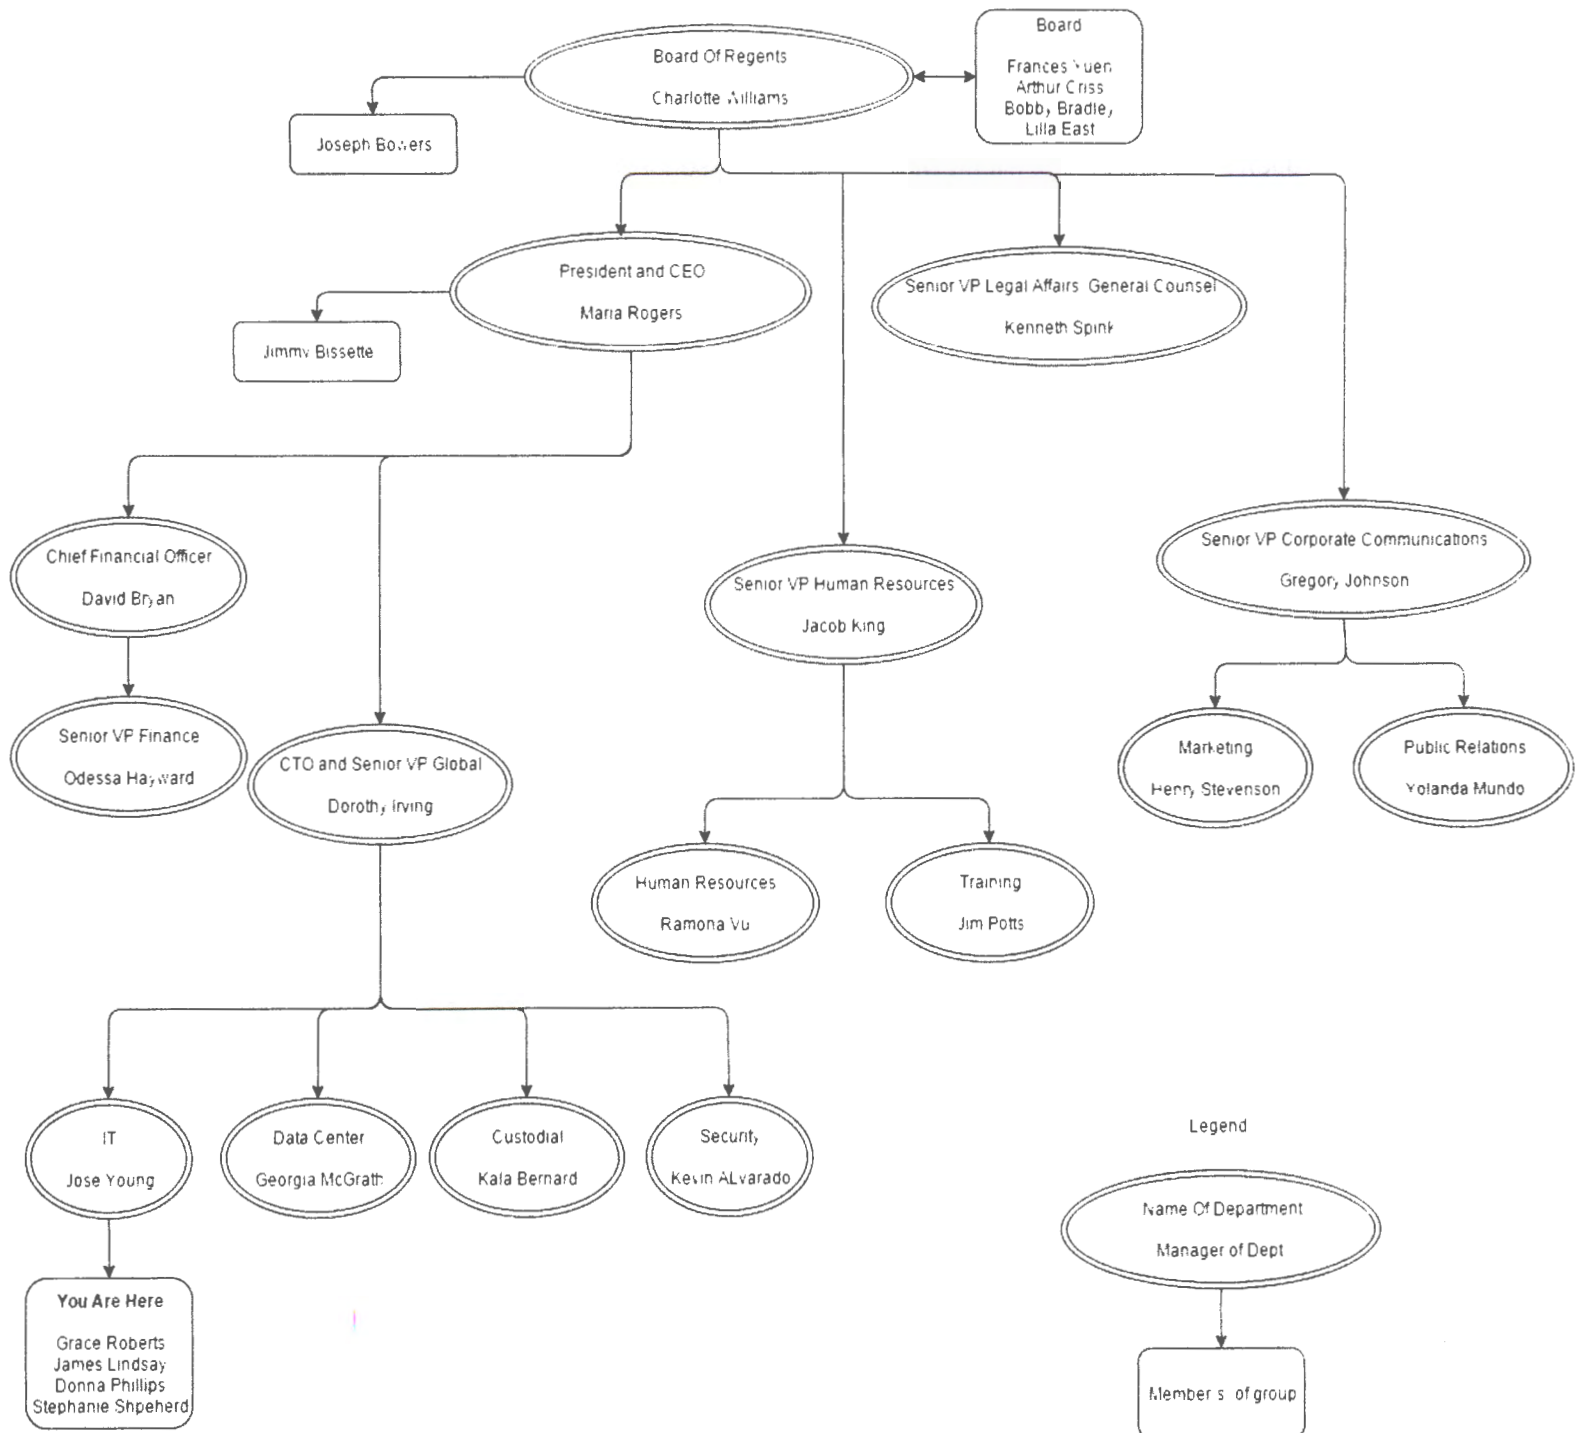 Board Of Regents
Charlotte Williams
Board
Frances Yuen
Arthur Criss
Bobby Bradley
Lilla East
Joseph Bowers
President and CEO
Maria Rogers
Senior VP Legal Affairs General Counsel
Kenneth Spink
Jimmy Bissette
Chief Financial Officer
David Bryan
Senior VP Human Resources
Jacob King
Senior VP Corporate Communications
Gregory Johnson
Senior VP Finance
Odessa Hayward
CTO and Senior VP Global
Dorothy Irving
Marketing
Henry Stevenson
Public Relations
Yolanda Mundo
Human Resources
Ramona Vu
Training
Jim Potts
IT
Jose Young
Data Center
Georgia McGrath
Custodial
Kala Bernard
Security
Kevin ALvarado
Legend
Name Of Department
Manager of Dept
You Are Here
Grace Roberts
James Lindsay
Donna Phillips
Stephanie Shpeherd
Member s of group